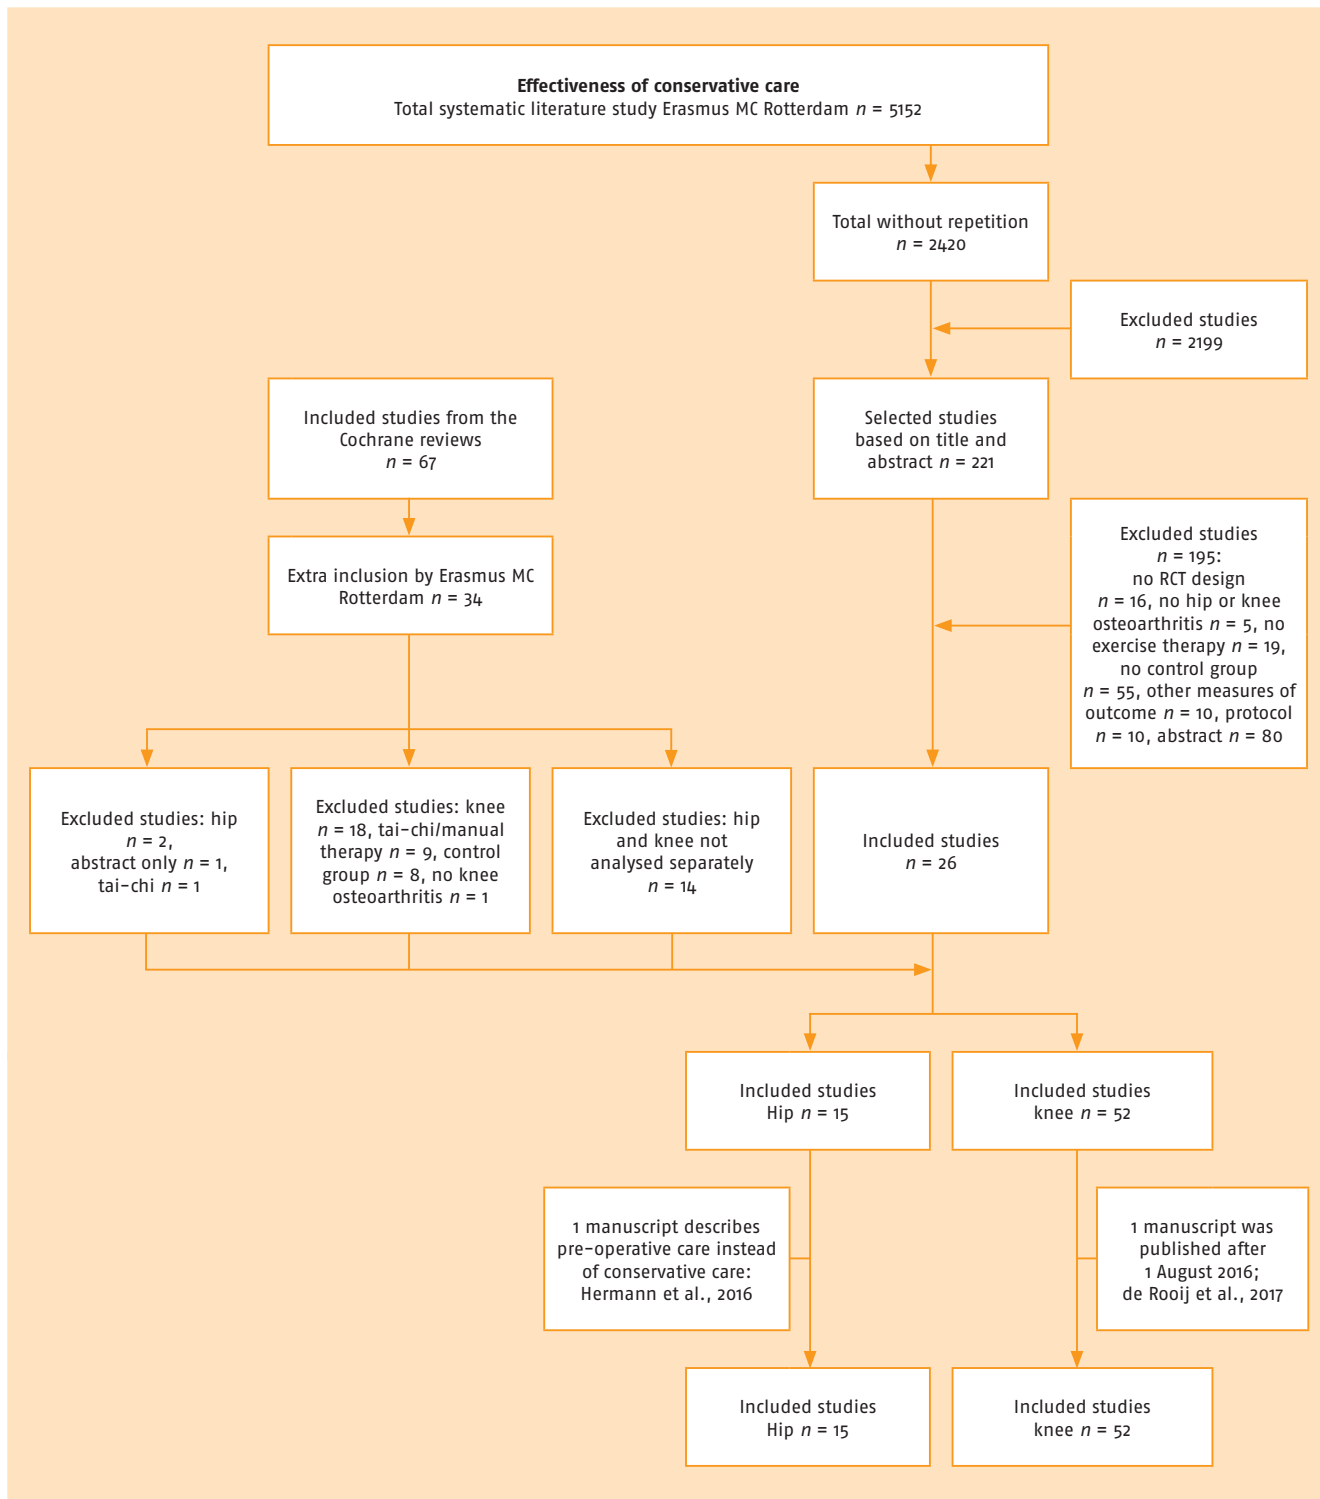 Effectiveness of conservative care
Total systematic literature study Erasmus MC Rotterdam n = 5152
Total without repetition
n = 2420
Excluded studies
n = 2199
Included studies from the
Cochrane reviews
n = 67
Selected studies
based on title and
abstract n = 221
Extra inclusion by Erasmus MC
Rotterdam n = 34
Excluded studies
n = 195:
no RCT design
n = 16, no hip or knee
osteoarthritis n = 5, no
exercise therapy n = 19,
no control group
n = 55, other measures of
outcome n = 10, protocol
n = 10, abstract n = 80
Excluded studies: hip
n = 2,
abstract only n = 1,
tai-chi n = 1
Excluded studies: knee
n = 18, tai-chi/manual
therapy n = 9, control
group n = 8, no knee
osteoarthritis n = 1
Excluded studies: hip
and knee not
analysed separately
n = 14
Included studies
n = 26
Included studies
Hip n = 15
Included studies
knee n = 52
1 manuscript describes
pre-operative care instead
of conservative care:
Hermann et al., 2016
1 manuscript was
published after
1 August 2016;
de Rooij et al., 2017
Included studies
Hip n = 15
Included studies
knee n = 52